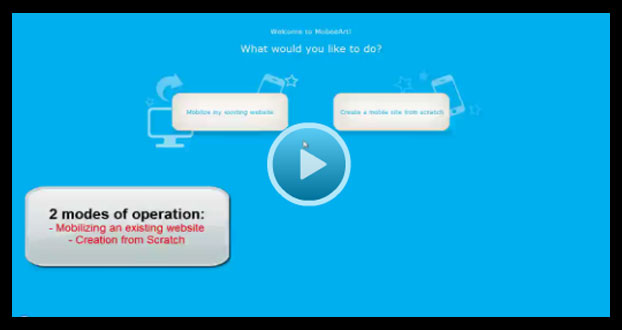 Welcome to MobeeArt!
What would you like to do?
Mobilize my existing website
Create a mobile site from scratch
2 modes of operation:
- Mobilizing an existing website
- Creation from Scratch